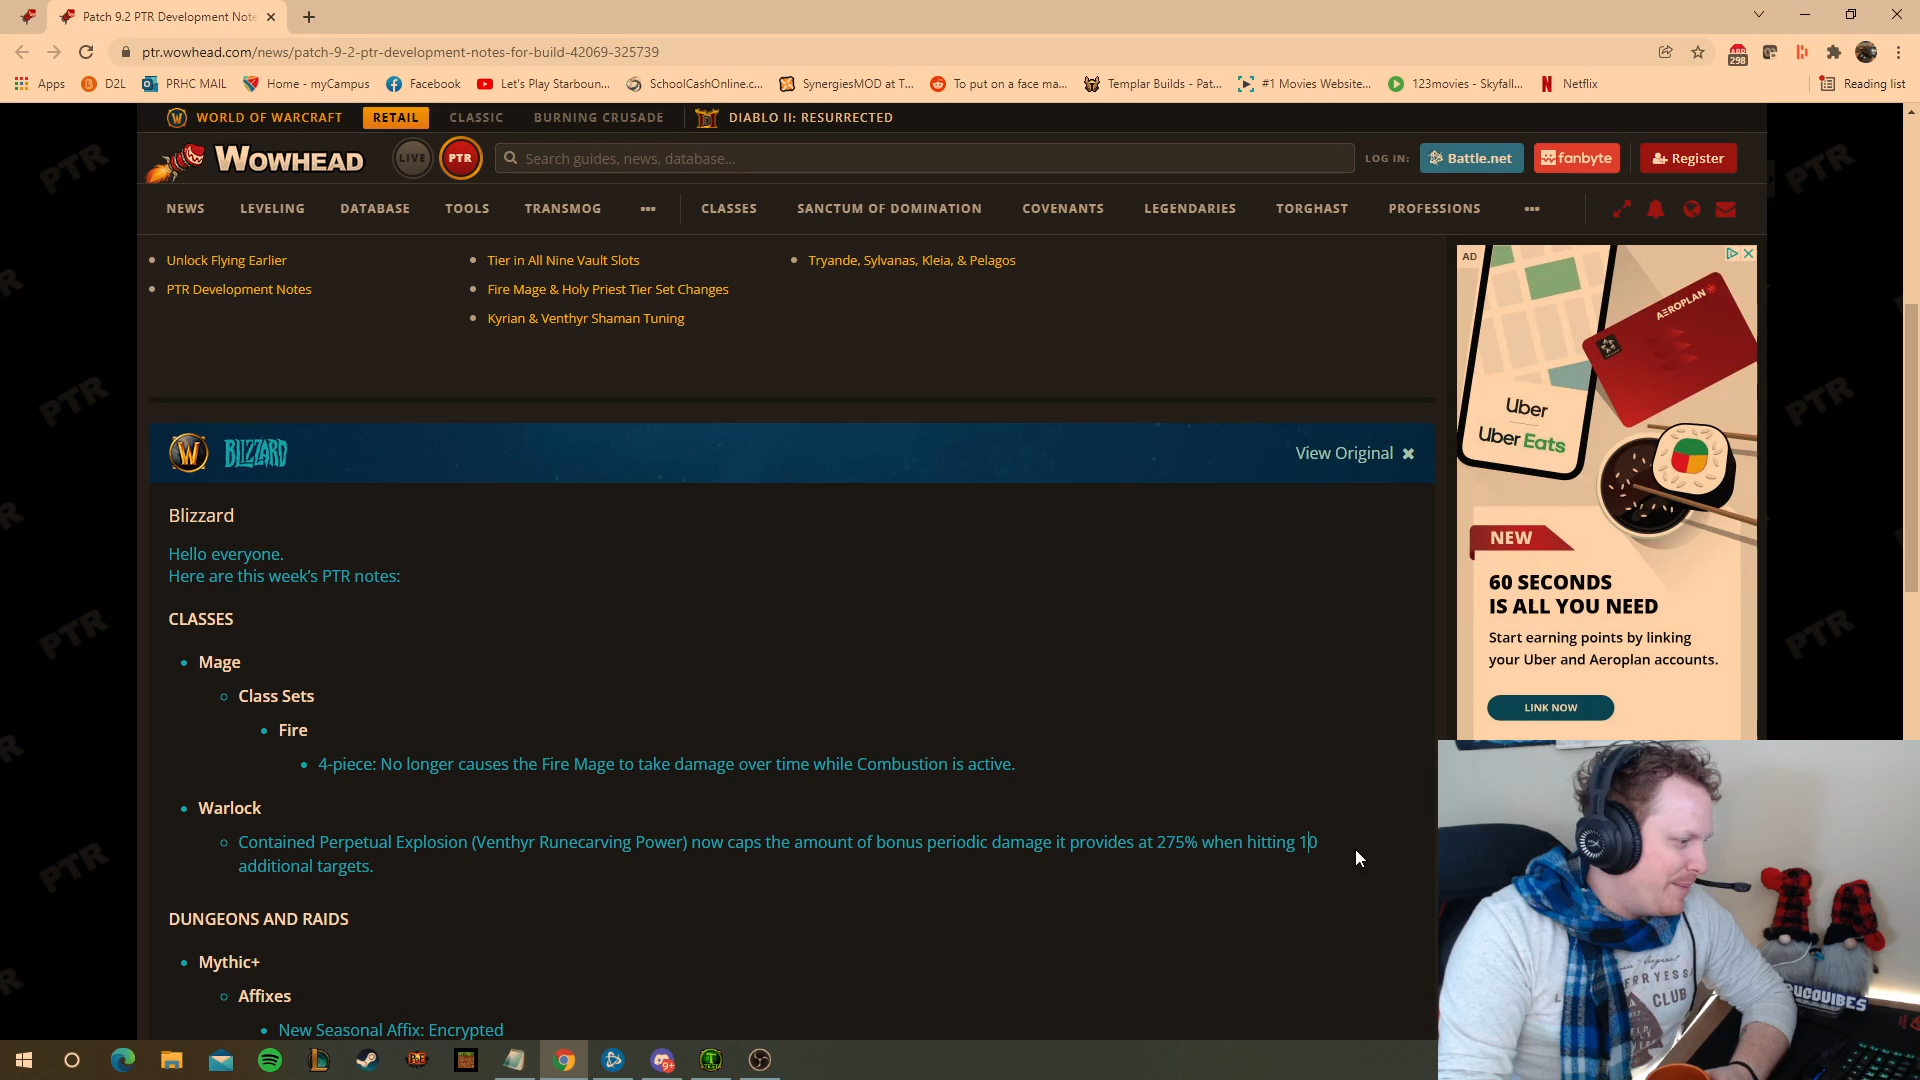 Patch 9.2 PTR Development Note
ptr.wowhead.com/news/patch-9-2-ptr-development-notes-for-build-42069-325739
298
Apps
D2L
PRHC MAIL
Home - myCampus
Facebook
Let's Play Starboun...
SchoolCashOnline.c...
SynergiesMOD at T...
To put on a face ma...
Templar Builds - Pat...
#1 Movies Website...
123movies - Skyfall...
Netflix
Reading list
WORLD OF WARCRAFT
RETAIL
CLASSIC
BURNING CRUSADE
DIABLO II: RESURRECTED
WOWHEAD
LIVE
PTR
Search guides, news, database...
LOG IN:
Battle.net
fanbyte
Register
NEWS
LEVELING
DATABASE
TOOLS
TRANSMOG
CLASSES
SANCTUM OF DOMINATION
COVENANTS
LEGENDARIES
TORGHAST
PROFESSIONS
Unlock Flying Earlier
PTR Development Notes
Tier in All Nine Vault Slots
Fire Mage & Holy Priest Tier Set Changes
Kyrian & Venthyr Shaman Tuning
Tryande, Sylvanas, Kleia, & Pelagos
BLIZZARD
View Original
Blizzard
Hello everyone.
Here are this week's PTR notes:
CLASSES
Mage
Class Sets
Fire
4-piece: No longer causes the Fire Mage to take damage over time while Combustion is active.
Warlock
Contained Perpetual Explosion (Venthyr Runecarving Power) now caps the amount of bonus periodic damage it provides at 275% when hitting 10
additional targets.
DUNGEONS AND RAIDS
Mythic+
Affixes
New Seasonal Affix: Encrypted
AD
AEROPLAN
Uber
Uber Eats
NEW
60 SECONDS
IS ALL YOU NEED
Start earning points by linking
your Uber and Aeroplan accounts.
LINK NOW
PTR
PTR
PTR
PTR
PTR
PTR
PTR
PTR
CLUB
9+